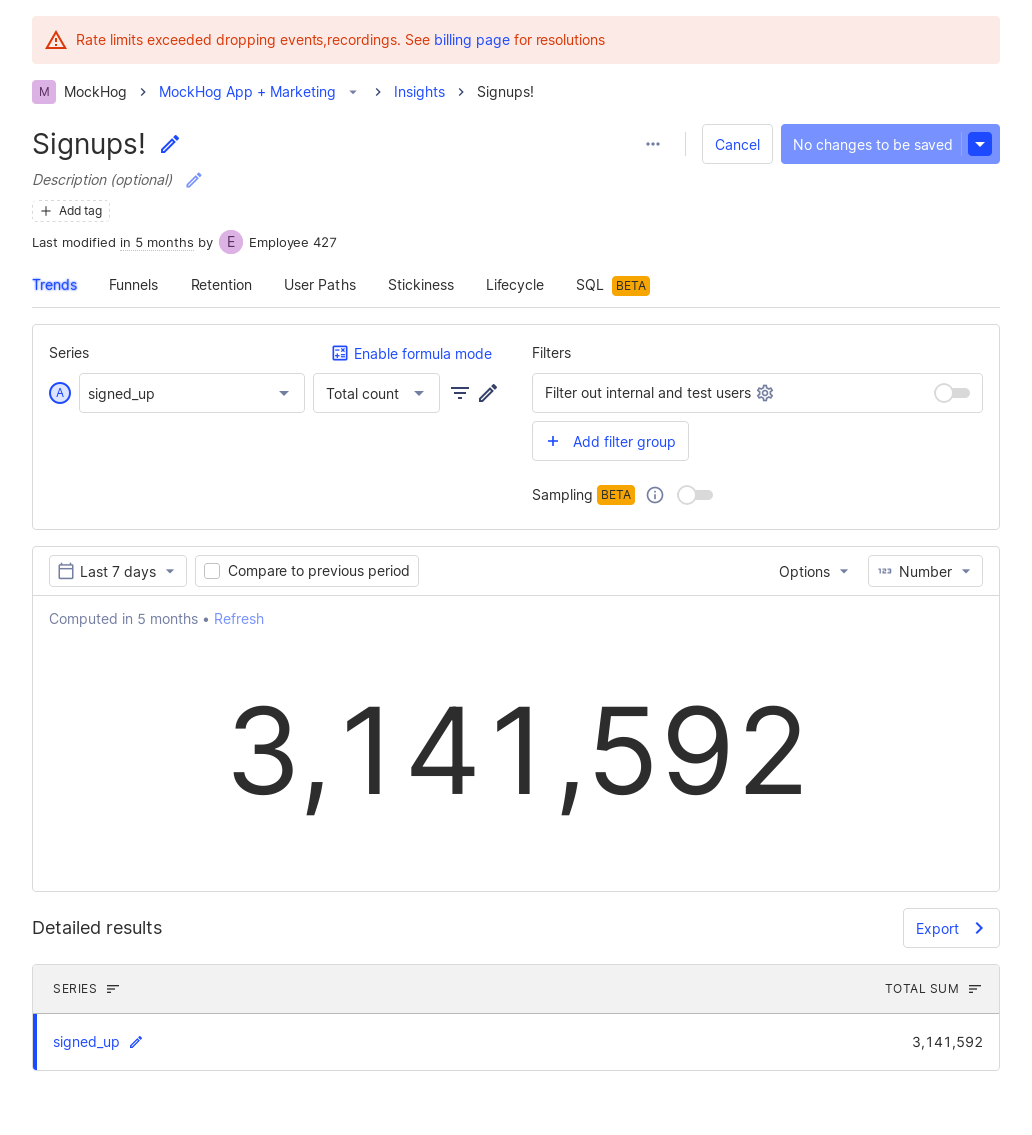 Rate limits exceeded dropping events,recordings. See billing page for resolutions
M MockHog MockHog App + Marketing Insights Signups!
Signups!
Cancel No changes to be saved
Description (optional)
Add tag
Last modified in 5 months by E Employee 427
Trends Funnels Retention User Paths Stickiness Lifecycle SQL BETA
Series Enable formula mode
A signed_up Total count
Filters
Filter out internal and test users
+ Add filter group
Sampling BETA
Last 7 days Compare to previous period Options 123 Number
Computed in 5 months • Refresh
3,141,592
Detailed results Export
SERIES TOTAL SUM
signed_up 3,141,592